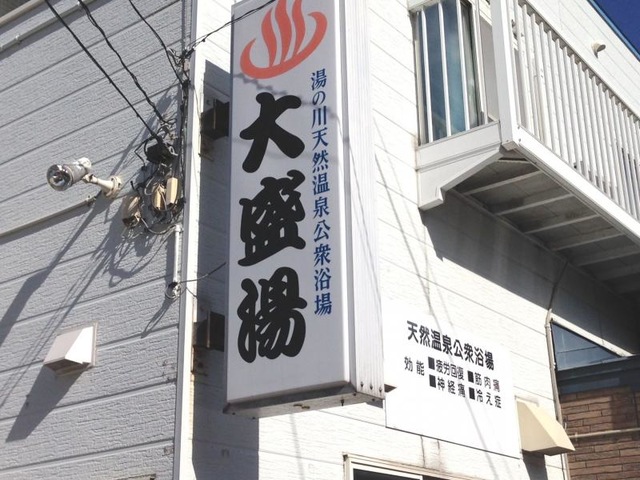 湯の川天然温泉公衆浴場
大盛湯
天然温泉公衆浴場
効能 ■疲労回復 ■筋肉痛
■神経痛 ■冷え症